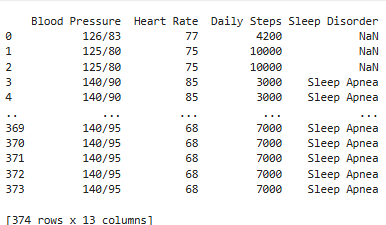 Blood Pressure Heart Rate Daily Steps Sleep Disorder
0 126/83 77 4200 NaN
1 125/80 75 10000 NaN
2 125/80 75 10000 NaN
3 140/90 85 3000 Sleep Apnea
4 140/90 85 3000 Sleep Apnea
.. ... ... ... ...
369 140/95 68 7000 Sleep Apnea
370 140/95 68 7000 Sleep Apnea
371 140/95 68 7000 Sleep Apnea
372 140/95 68 7000 Sleep Apnea
373 140/95 68 7000 Sleep Apnea
[374 rows x 13 columns]